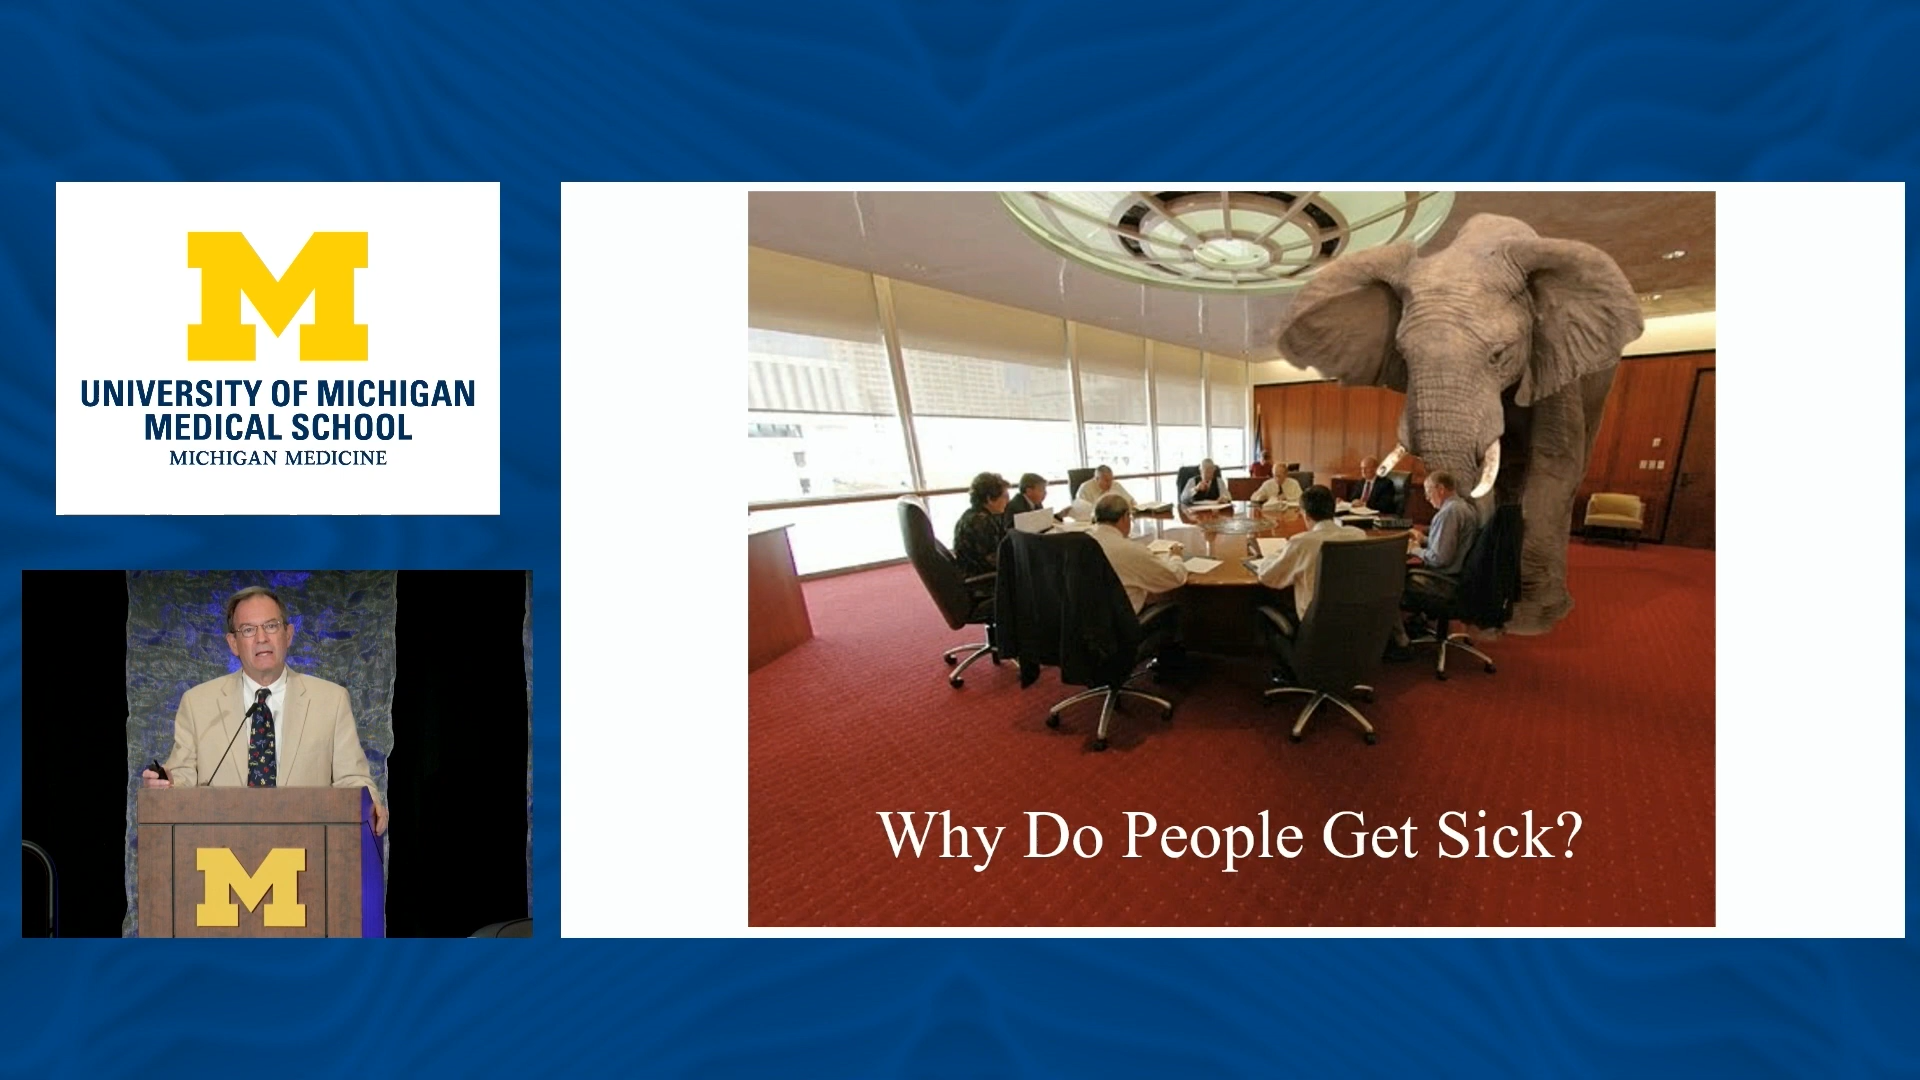 M
UNIVERSITY OF MICHIGAN
MEDICAL SCHOOL
MICHIGAN MEDICINE
M
Why Do People Get Sick?